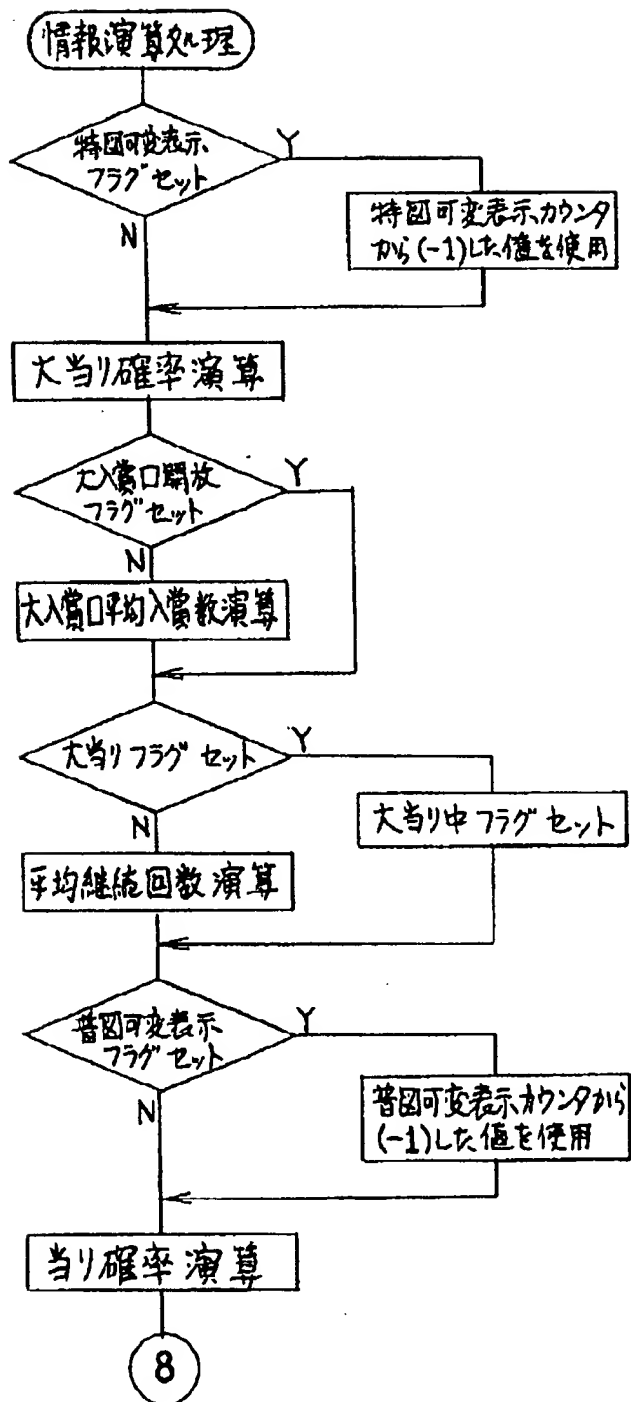 情報演算処理
特図可変表示
フラグセット
Y
N
特図可変表示カウンタ
から(-1)した値を使用
大当り確率演算
大入賞口開放
フラグセット
Y
N
大入賞口平均入賞数演算
大当りフラグセット
Y
N
大当り中フラグセット
平均継続回数演算
普図可変表示
フラグセット
Y
N
普図可変表示カウンタから
(-1)した値を使用
当り確率演算
8